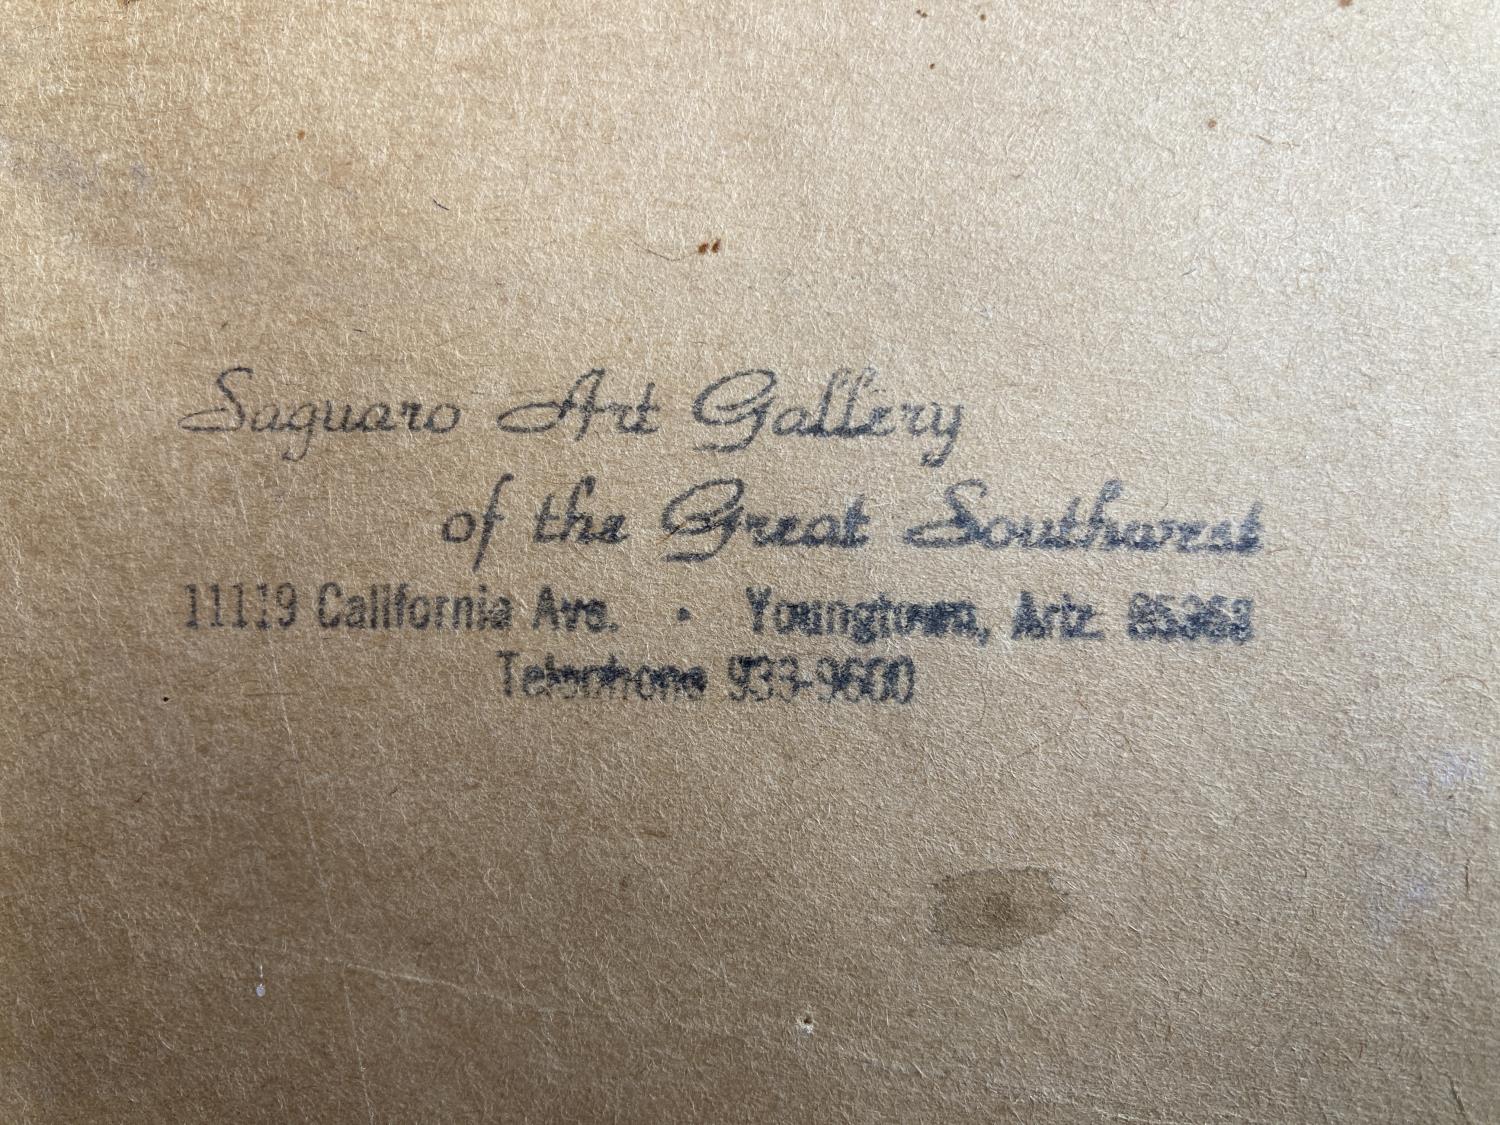 Saguaro Art Gallery
of the Great Southwest
11119 California Ave. • Youngtown, Ariz. 85363
Telephone 933-9600